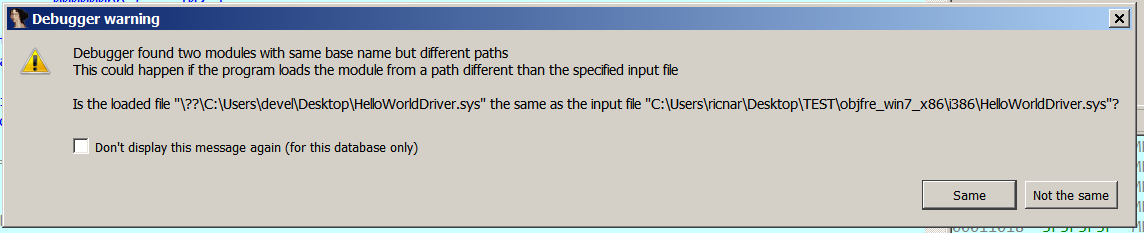 Debugger warning
Debugger found two modules with same base name but different paths
This could happen if the program loads the module from a path different than the specified input file
Is the loaded file "\??\C:\Users\devel\Desktop\HelloWorldDriver.sys" the same as the input file "C:\Users\ricnar\Desktop\TEST\objfre_win7_x86\i386\HelloWorldDriver.sys"?
Don't display this message again (for this database only)
Same
Not the same